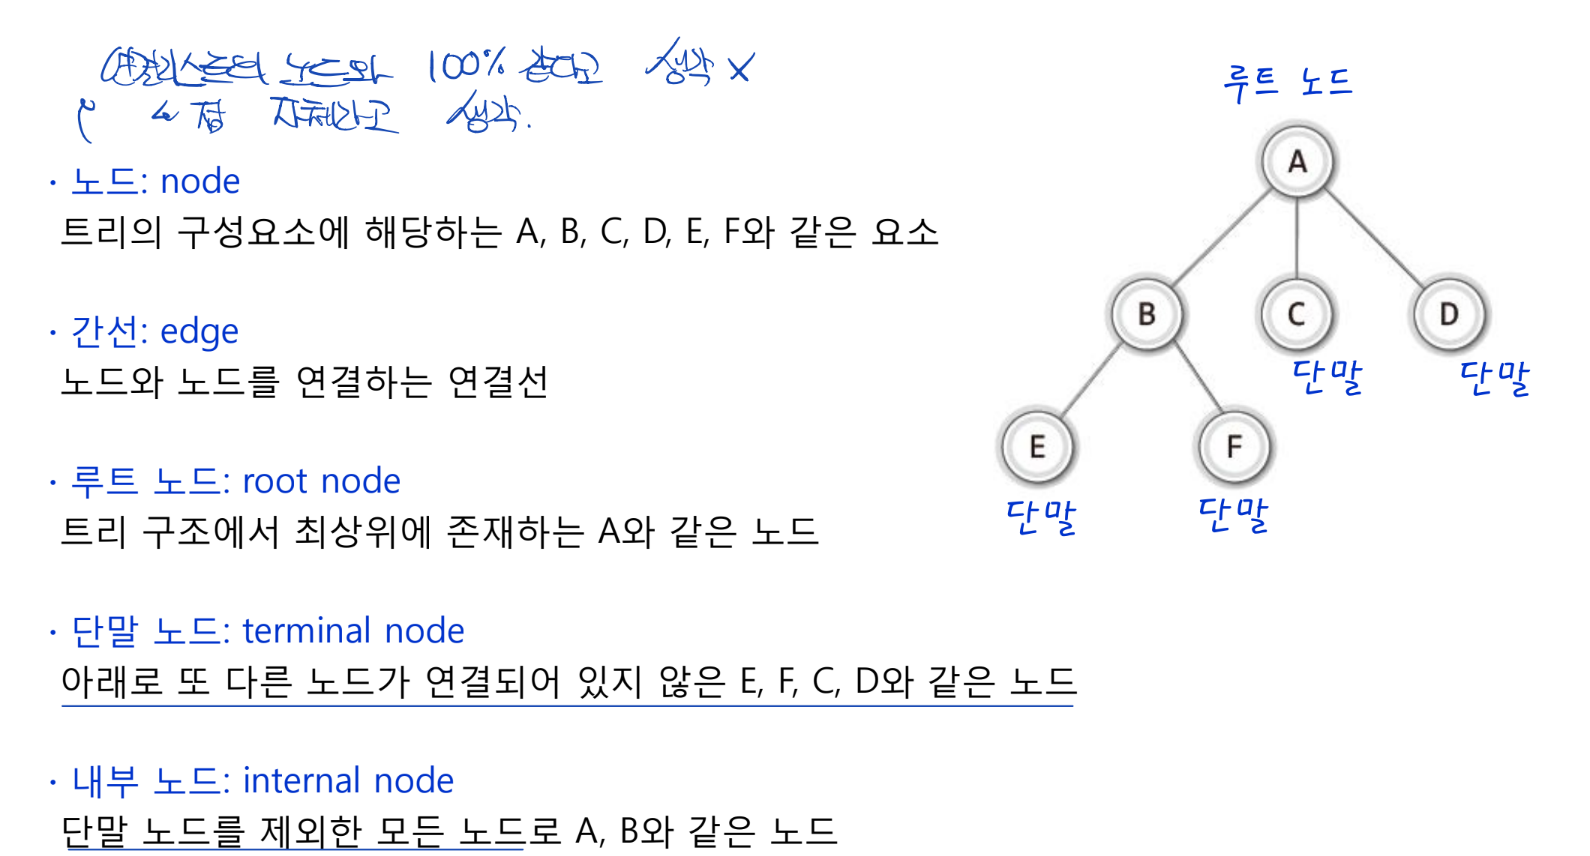 연결리스트의 노드와 100% 같다고 생각 X
점 자체라고 생각.
· 노드: node
트리의 구성요소에 해당하는 A, B, C, D, E, F와 같은 요소
· 간선: edge
노드와 노드를 연결하는 연결선
· 루트 노드: root node
트리 구조에서 최상위에 존재하는 A와 같은 노드
· 단말 노드: terminal node
아래로 또 다른 노드가 연결되어 있지 않은 E, F, C, D와 같은 노드
· 내부 노드: internal node
단말 노드를 제외한 모든 노드로 A, B와 같은 노드
루트 노드
A
B C D
단말 단말
E F
단말 단말